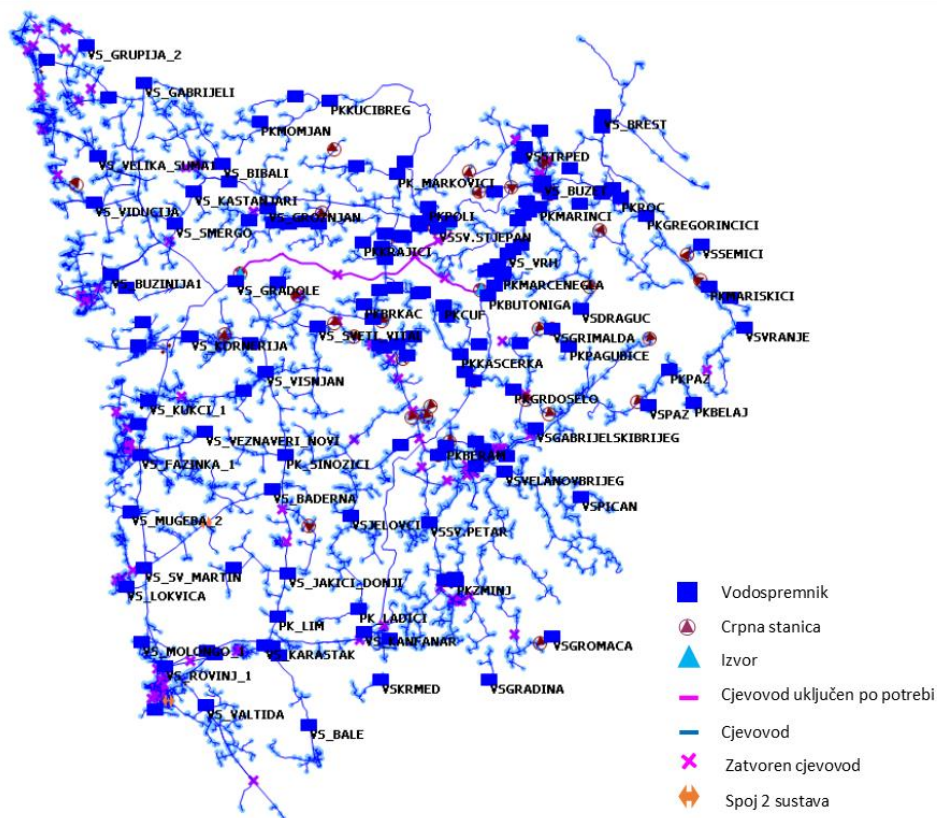 VS_GRUPIJA_2
VS_GABRIJELI
PKKUCIBREG
PKMOMJAN
VS_BREST
VSSTRPED
VS_VELIKA_SUMA1
VS_BIBALI
PK_MARKOVICI
VS_BUZET
VS_KASTANJARI
VS_VIDUCIJA
VS_GROZNJAN
PKPOLI
PKMARINCI
PKROC
PKGREGORINCICI
VS_SMERGO
VSSV.STJEPAN
PKKRAJICI
VSSEMICI
VS_VRH
VS_BUZINIJA1
VS_GRADOLE
PKMARCENEGLA
PKMARISKICI
PKBUTONIGA
PKBRKAC
PKCUF
VSDRAGUC
VSVRANJE
VS_KORNERIJA
VS_SVETI_VITAL
VSGRIMALDA
PKPAGUBICE
PKKASCERKA
VS_VISNJAN
PKPAZ
PKGRDOSELO
VS_KUKCI_1
VSPAZ
PKBELAJ
VS_VEZNAVERI_NOVI
VSGABRIJELSKIBRIJEG
VS_FAZINKA_1
PK_SINOZICI
PKBERAM
VSVELANOVBRIJEG
VS_BADERNA
VSPICAN
VS_MUGEBA_2
VSJELOVCI
VSSV.PETAR
VS_SV_MARTIN
VS_JAKICI_DONJI
VS_LOKVICA
PKZMINJ
PK_LIM
PK_LADICI
VS_KANFANAR
VSGROMACA
VS_MOLONGO_1
VS_KARASTAK
VS_ROVINJ_1
VSKRMED
VSGRADINA
VS_VALTIDA
VS_BALE
Vodospremnik
Crpna stanica
Izvor
Cjevovod uključen po potrebi
Cjevovod
Zatvoren cjevovod
Spoj 2 sustava